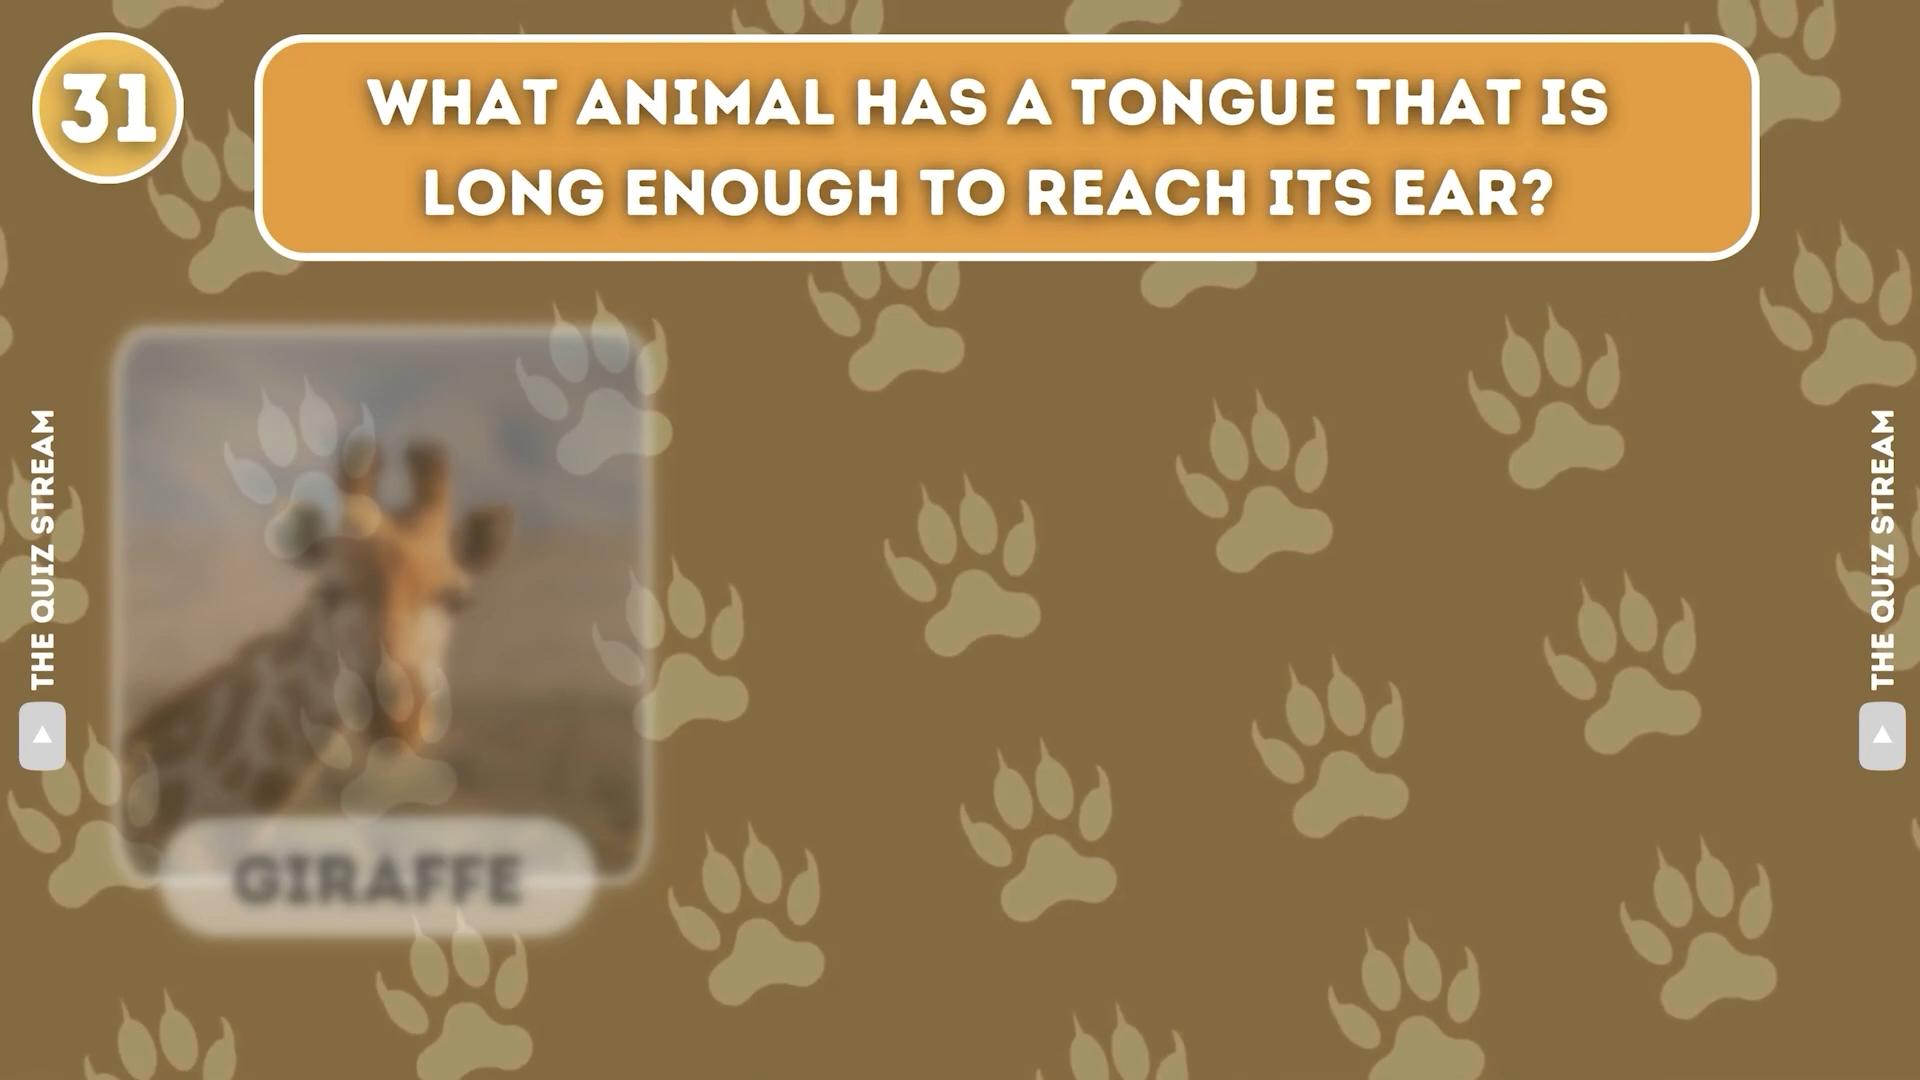 31
WHAT ANIMAL HAS A TONGUE THAT IS
LONG ENOUGH TO REACH ITS EAR?
THE QUIZ STREAM
THE QUIZ STREAM
GIRAFFE